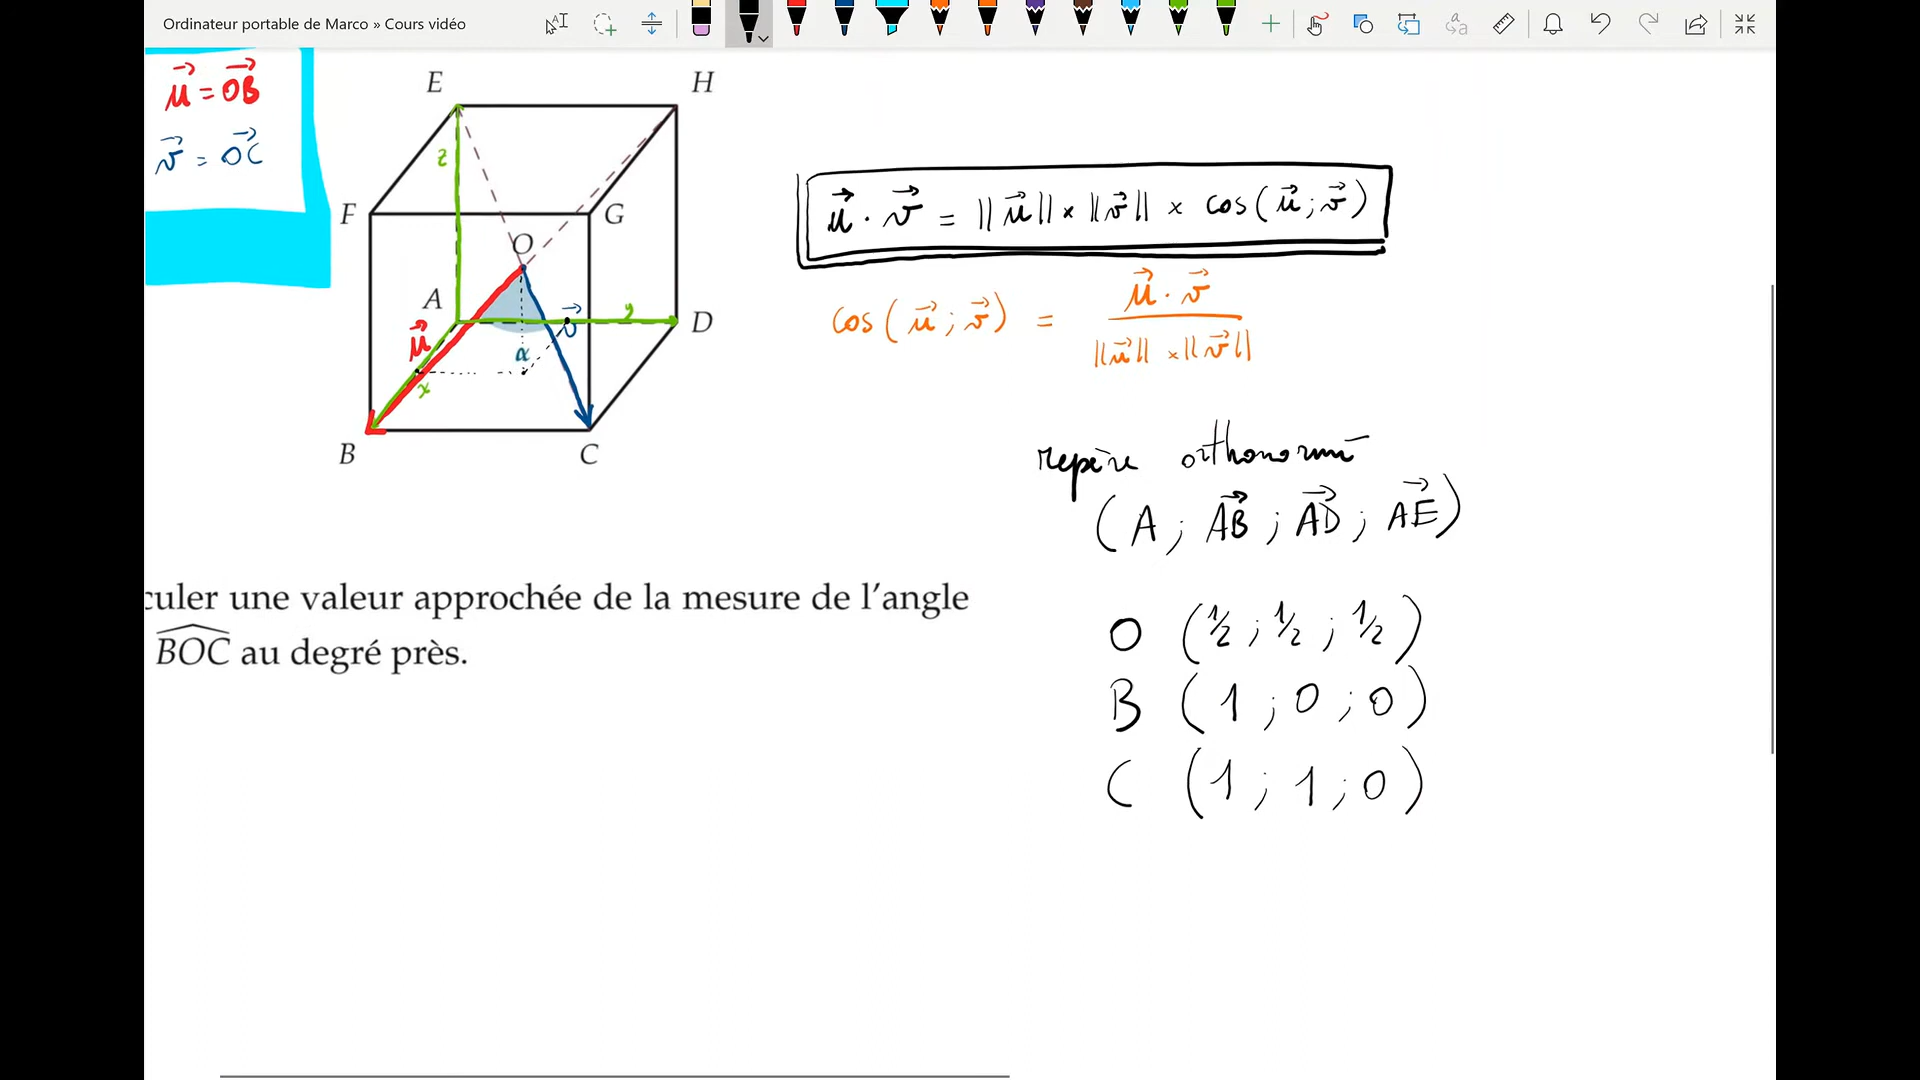 Ordinateur portable de Marco » Cours vidéo
u⃗ = OB⃗
v⃗ = OC⃗
E H
z
F G
O
A y D
u⃗ α v⃗
x
B C
u⃗ · v⃗ = ||u⃗|| × ||v⃗|| × cos(u⃗ ; v⃗)
cos(u⃗ ; v⃗) = u⃗ · v⃗ / ||u⃗|| × ||v⃗||
repère orthonormé
(A ; AB⃗ ; AD⃗ ; AE⃗)
O (1/2 ; 1/2 ; 1/2)
B (1 ; 0 ; 0)
C (1 ; 1 ; 0)
culer une valeur approchée de la mesure de l'angle
BOC au degré près.